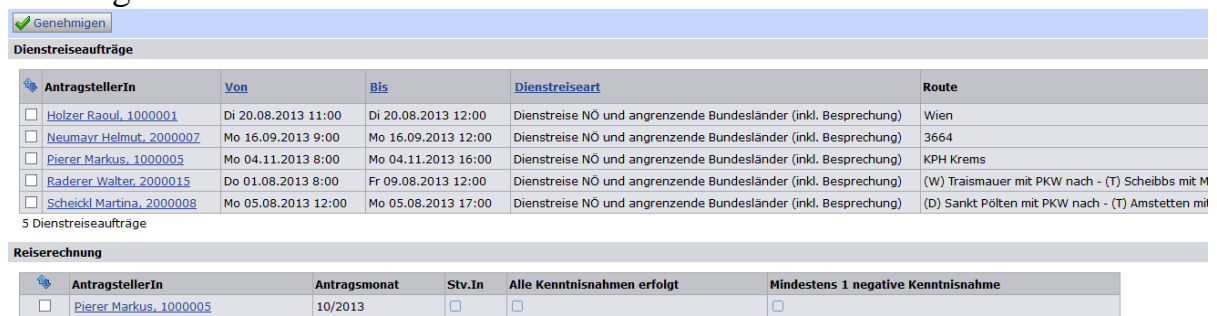 Genehmigen
Dienstreiseaufträge
AntragstellerIn Von Bis Dienstreiseart Route
Holzer Raoul, 1000001 Di 20.08.2013 11:00 Di 20.08.2013 12:00 Dienstreise NÖ und angrenzende Bundesländer (inkl. Besprechung) Wien
Neumayr Helmut, 2000007 Mo 16.09.2013 9:00 Mo 16.09.2013 12:00 Dienstreise NÖ und angrenzende Bundesländer (inkl. Besprechung) 3664
Pierer Markus, 1000005 Mo 04.11.2013 8:00 Mo 04.11.2013 16:00 Dienstreise NÖ und angrenzende Bundesländer (inkl. Besprechung) KPH Krems
Raderer Walter, 2000015 Do 01.08.2013 8:00 Fr 09.08.2013 12:00 Dienstreise NÖ und angrenzende Bundesländer (inkl. Besprechung) (W) Traismauer mit PKW nach - (T) Scheibbs mit
Scheickl Martina, 2000008 Mo 05.08.2013 12:00 Mo 05.08.2013 17:00 Dienstreise NÖ und angrenzende Bundesländer (inkl. Besprechung) (D) Sankt Pölten mit PKW nach - (T) Amstetten mit
5 Dienstreiseaufträge
Reiserechnung
AntragstellerIn Antragsmonat Stv.In Alle Kenntnisnahmen erfolgt Mindestens 1 negative Kenntnisnahme
Pierer Markus, 1000005 10/2013